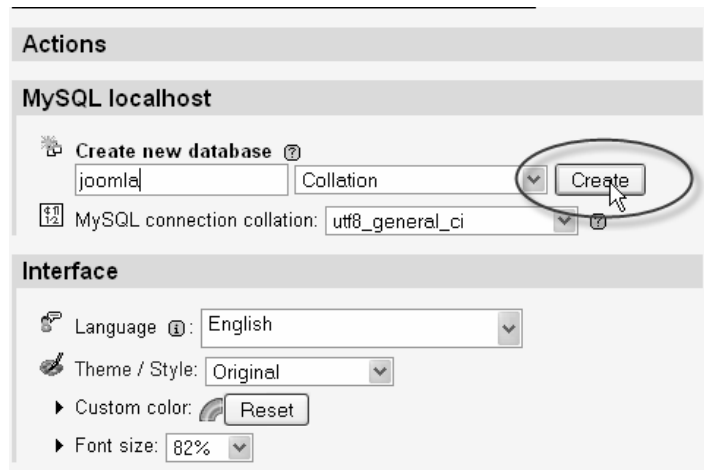 Actions
MySQL localhost
Create new database
joomla Collation Create
MySQL connection collation: utf8_general_ci
Interface
Language : English
Theme / Style: Original
Custom color: Reset
Font size: 82%